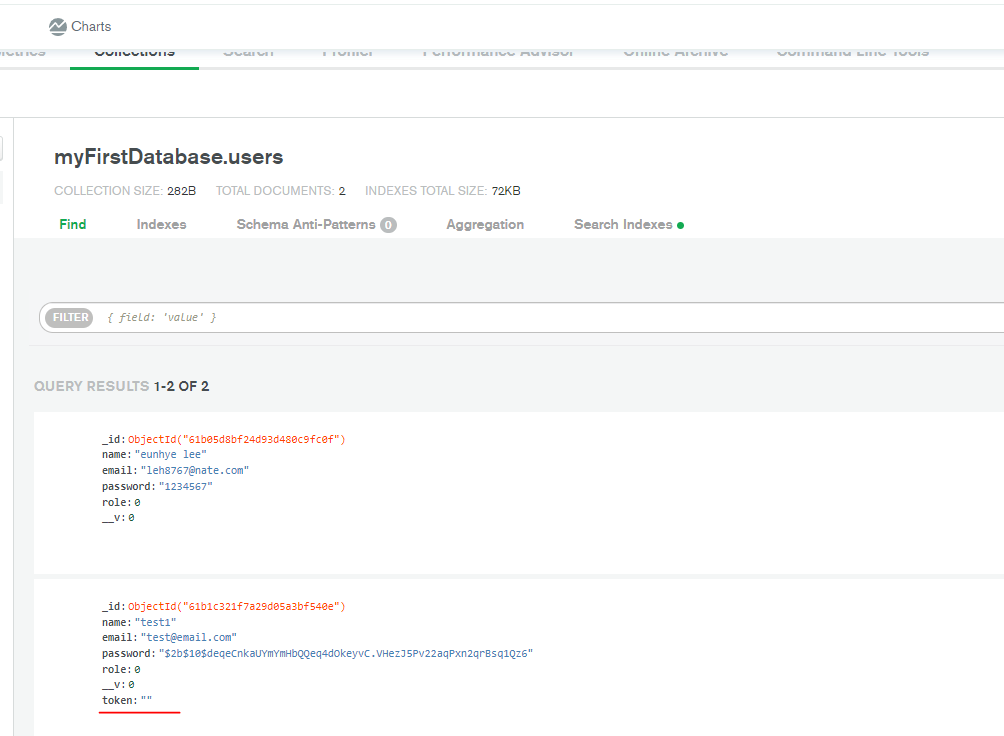 Charts
Metrics Collections Search Profiler Performance Advisor Online Archive Command Line Tools
myFirstDatabase.users
COLLECTION SIZE: 282B TOTAL DOCUMENTS: 2 INDEXES TOTAL SIZE: 72KB
Find Indexes Schema Anti-Patterns 0 Aggregation Search Indexes
FILTER { field: 'value' }
QUERY RESULTS 1-2 OF 2
_id: ObjectId("61b05d8bf24d93d480c9fc0f")
name: "eunhye lee"
email: "leh8767@nate.com"
password: "1234567"
role: 0
__v: 0
_id: ObjectId("61b1c321f7a29d05a3bf540e")
name: "test1"
email: "test@email.com"
password: "$2b$10$deqeCnkaUYmYmHbQQeq4dOkeyvC.VHezJ5Pv22aqPxn2qrBsq1Qz6"
role: 0
__v: 0
token: ""